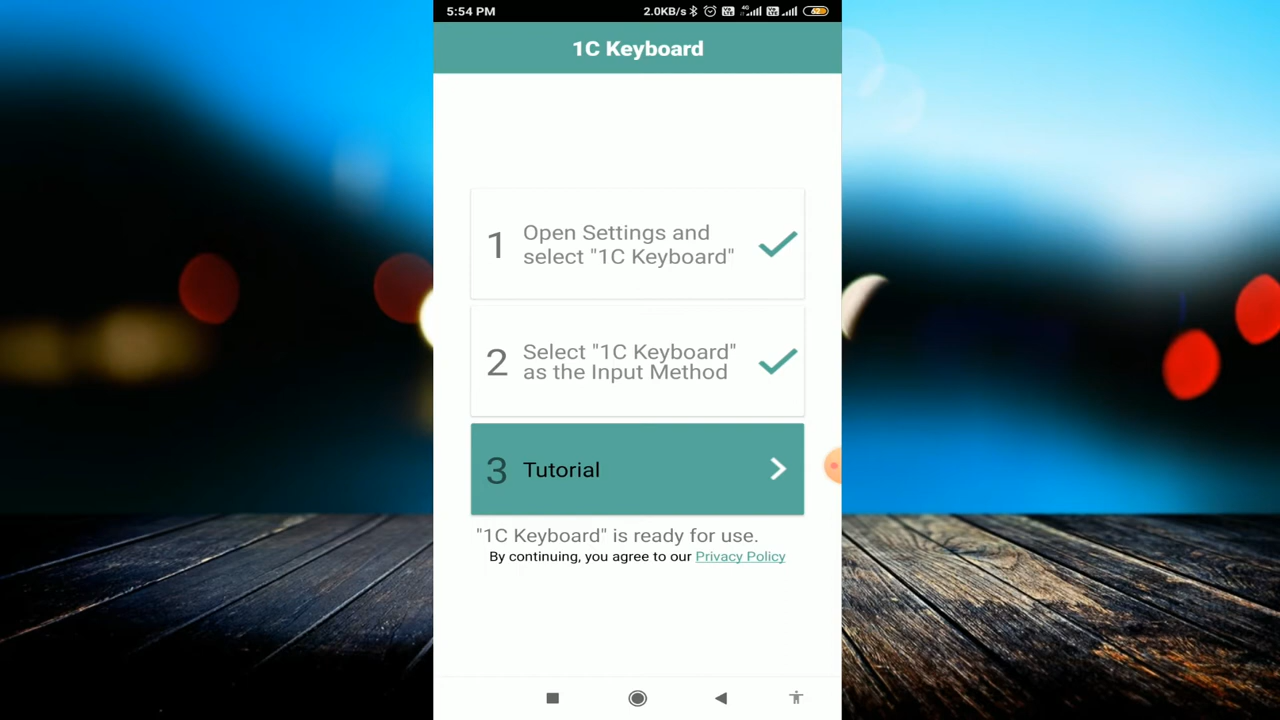 5:54 PM
2.0KB/s
4G
62
1C Keyboard
1
Open Settings and
select "1C Keyboard"
2
Select "1C Keyboard"
as the Input Method
3
Tutorial
"1C Keyboard" is ready for use.
By continuing, you agree to our Privacy Policy